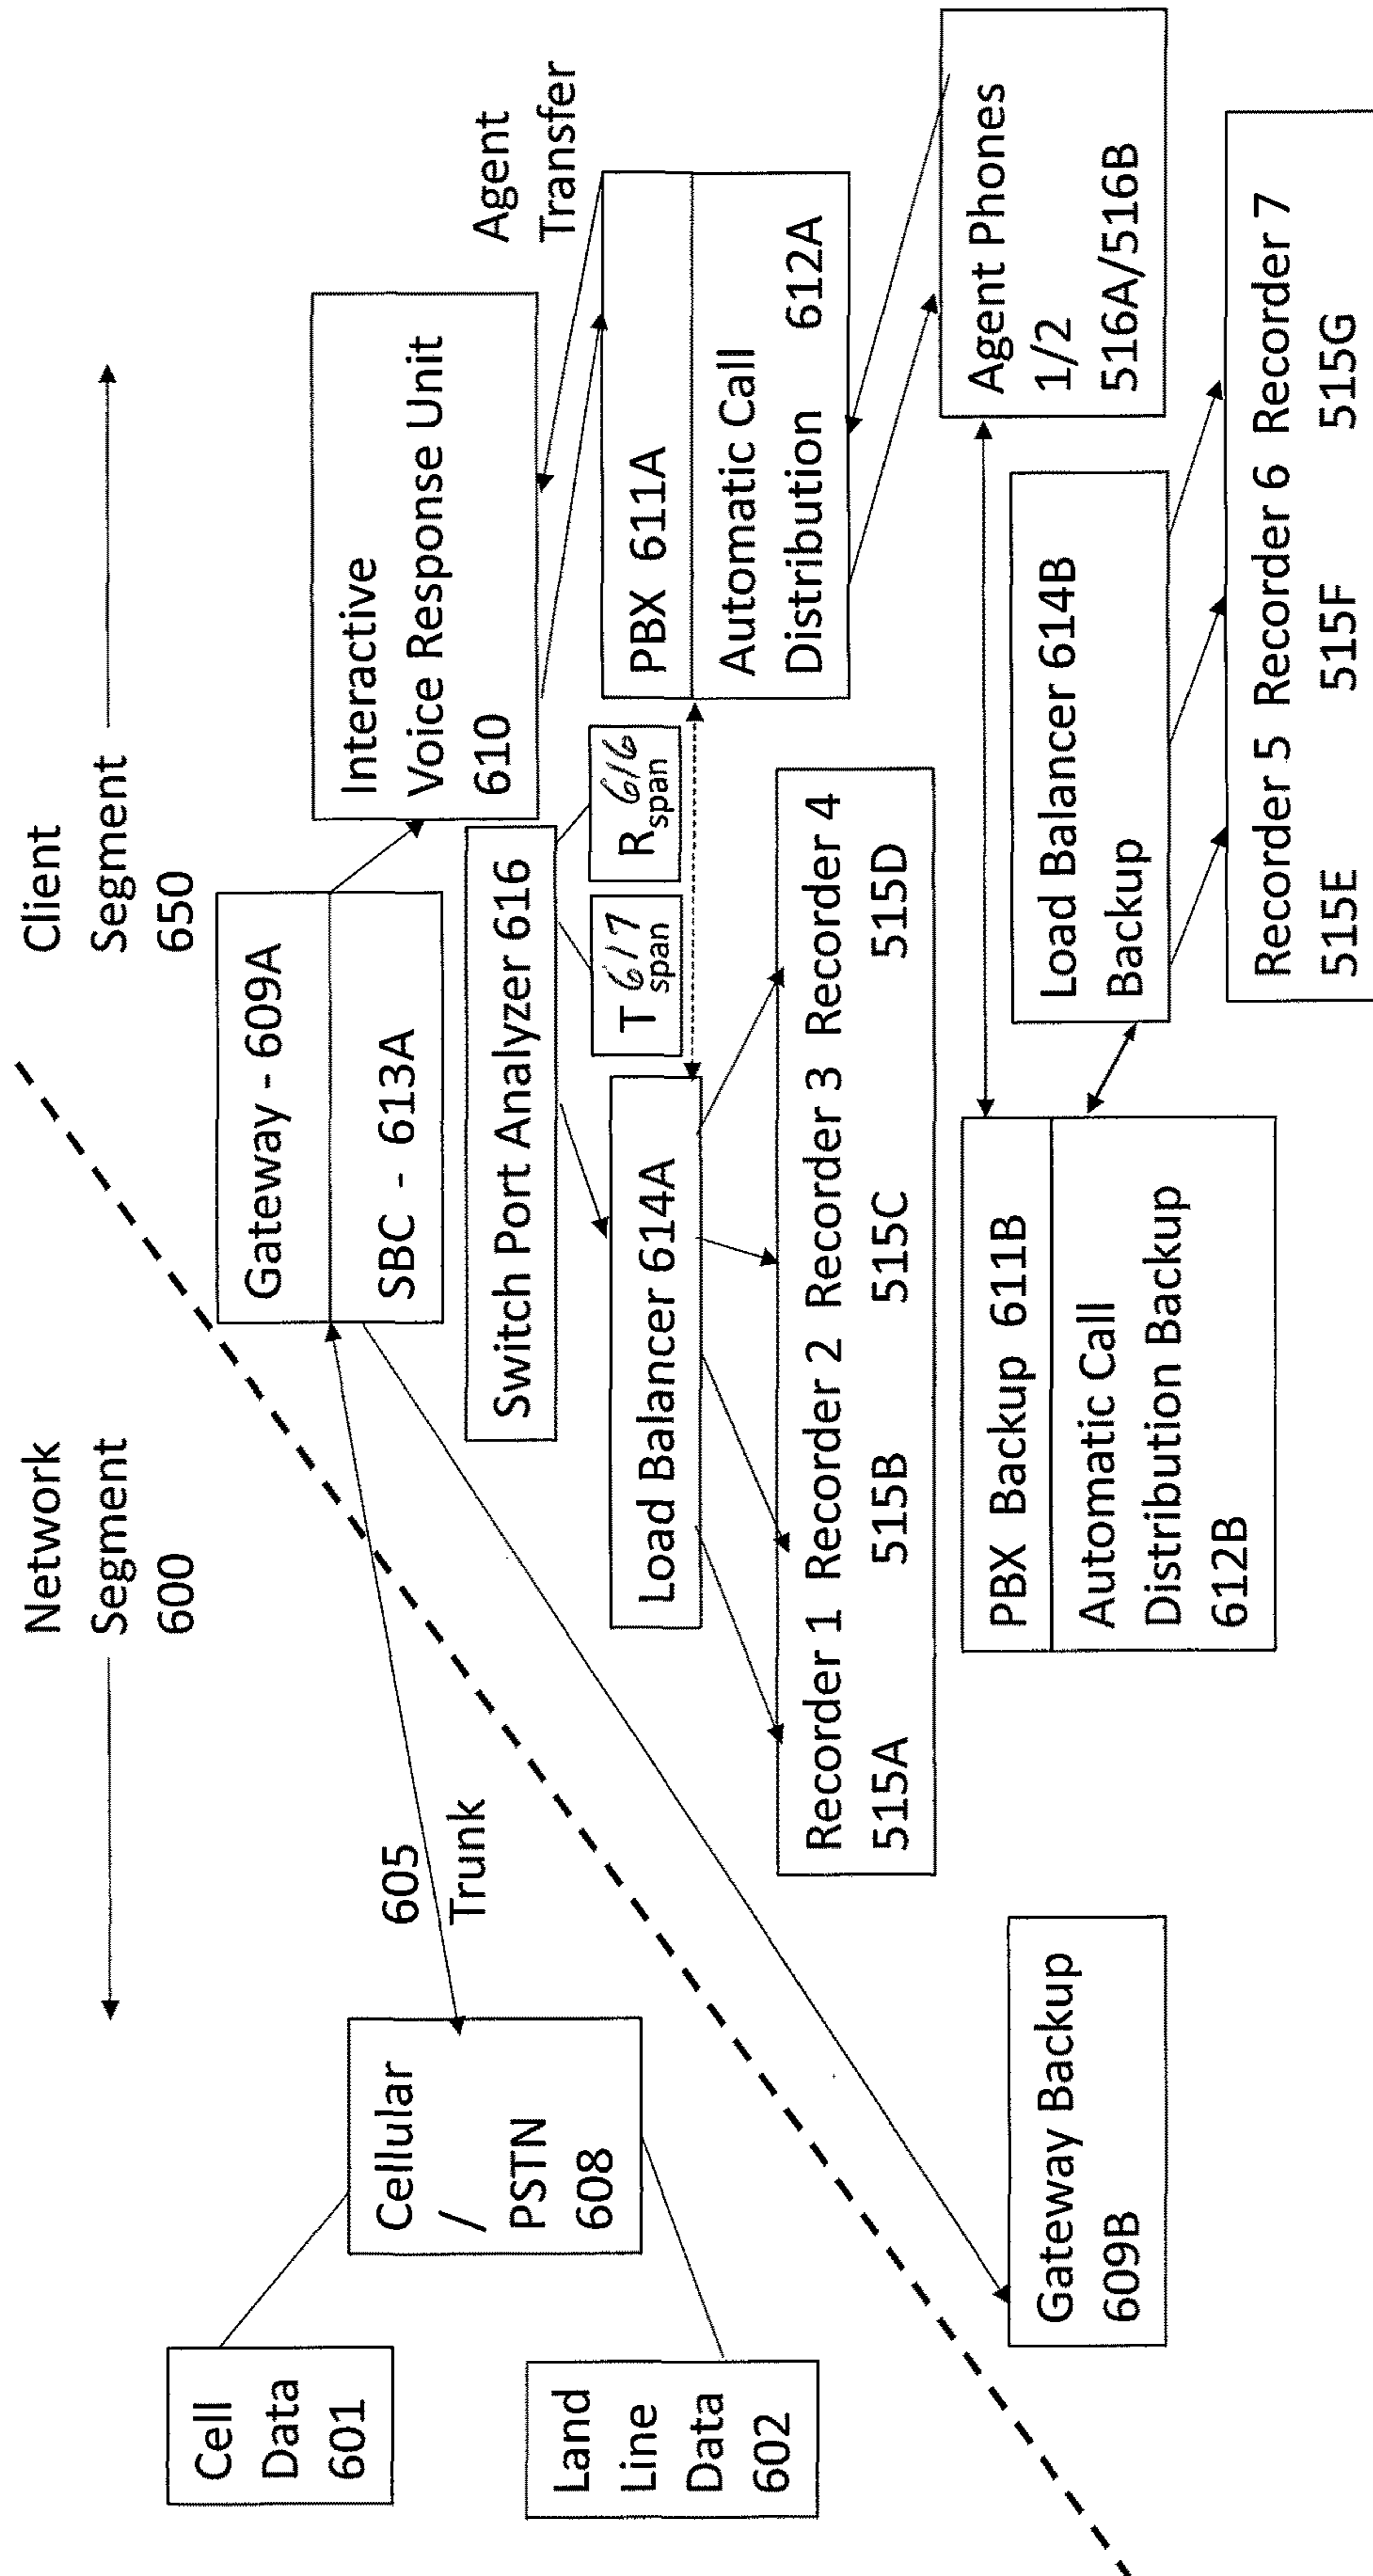 Network
Segment
600
Client
Segment
650
Cell
Data
601
Land
Line
Data
602
Cellular
/
PSTN
608
605
Trunk
Gateway - 609A
SBC - 613A
Interactive
Voice Response Unit
610
Agent
Transfer
Switch Port Analyzer 616
T 617
span
R 616
span
PBX 611A
Automatic Call
Distribution 612A
Load Balancer 614A
Recorder 1 Recorder 2 Recorder 3 Recorder 4
515A 515B 515C 515D
Agent Phones
1/2
516A/516B
Gateway Backup
609B
PBX Backup 611B
Automatic Call
Distribution Backup
612B
Load Balancer 614B
Backup
Recorder 5 Recorder 6 Recorder 7
515E 515F 515G